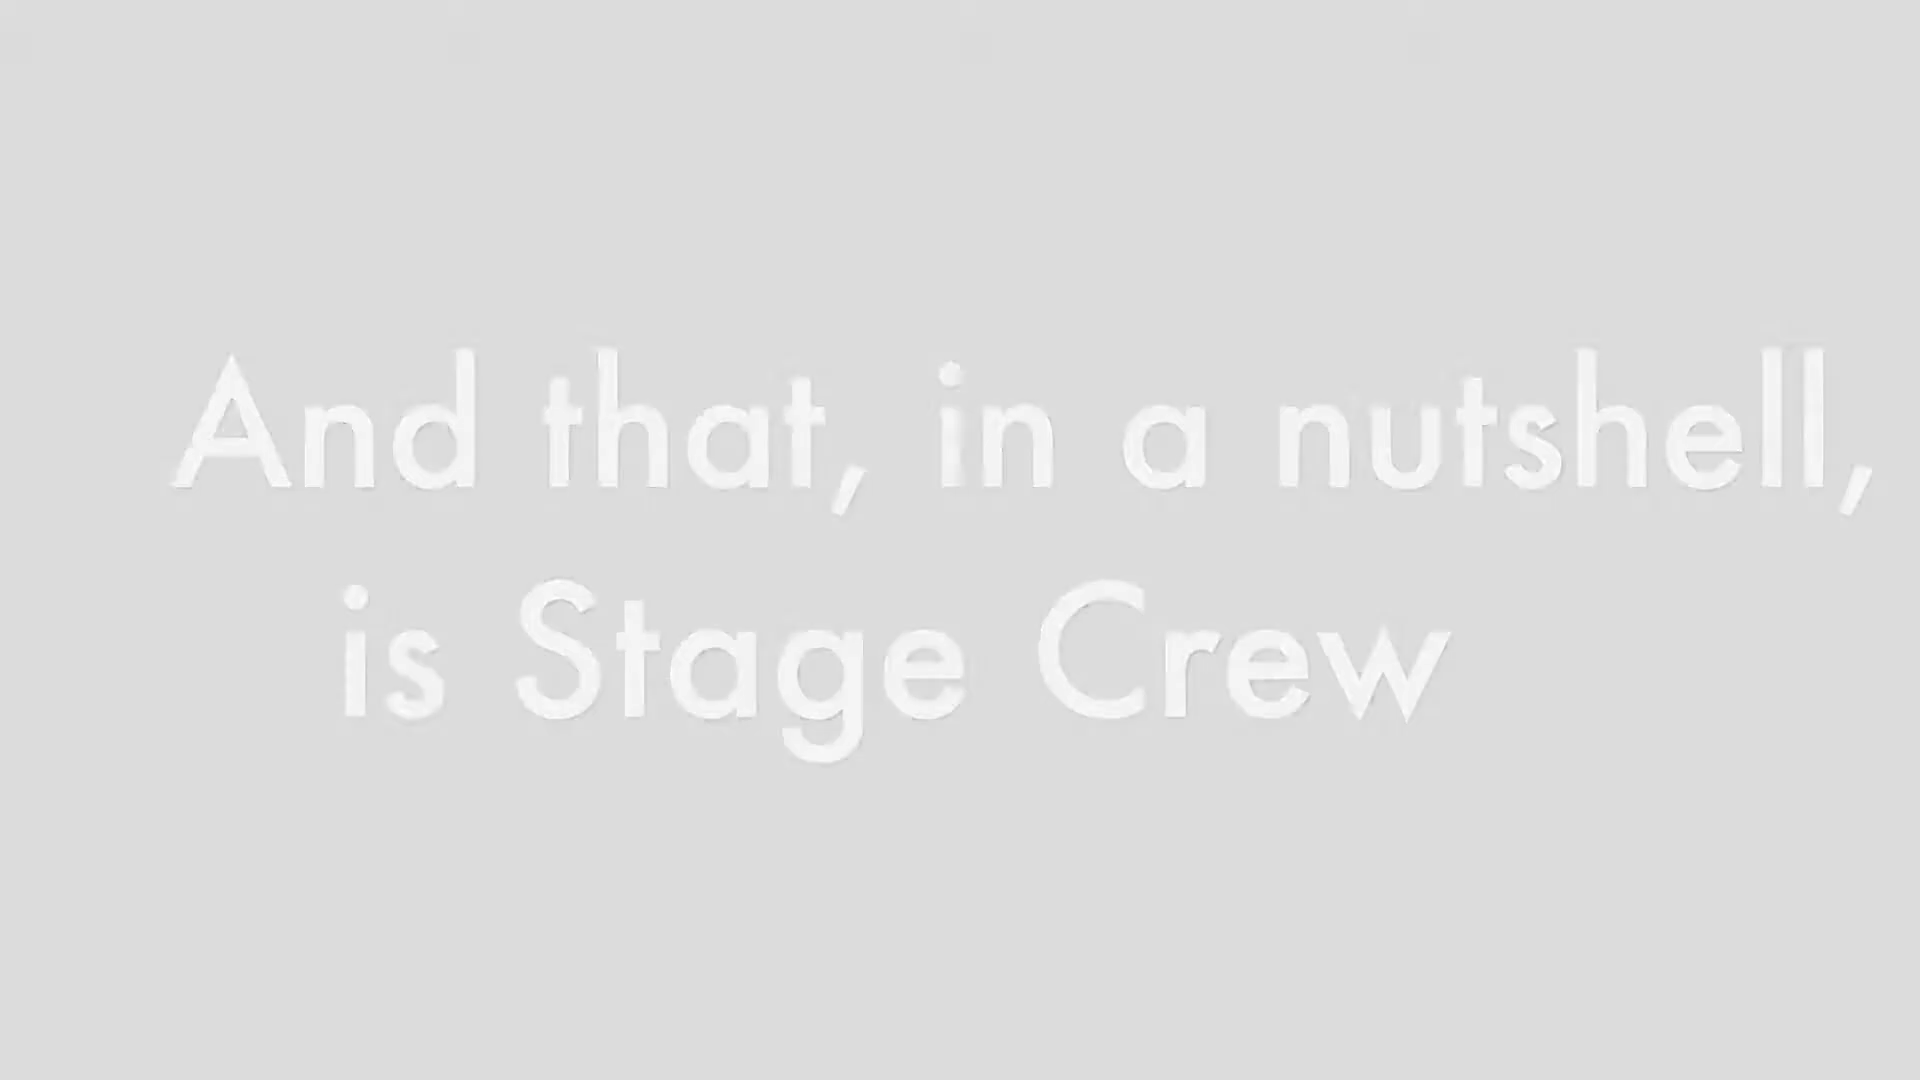 And that, in a nutshell,
is Stage Crew